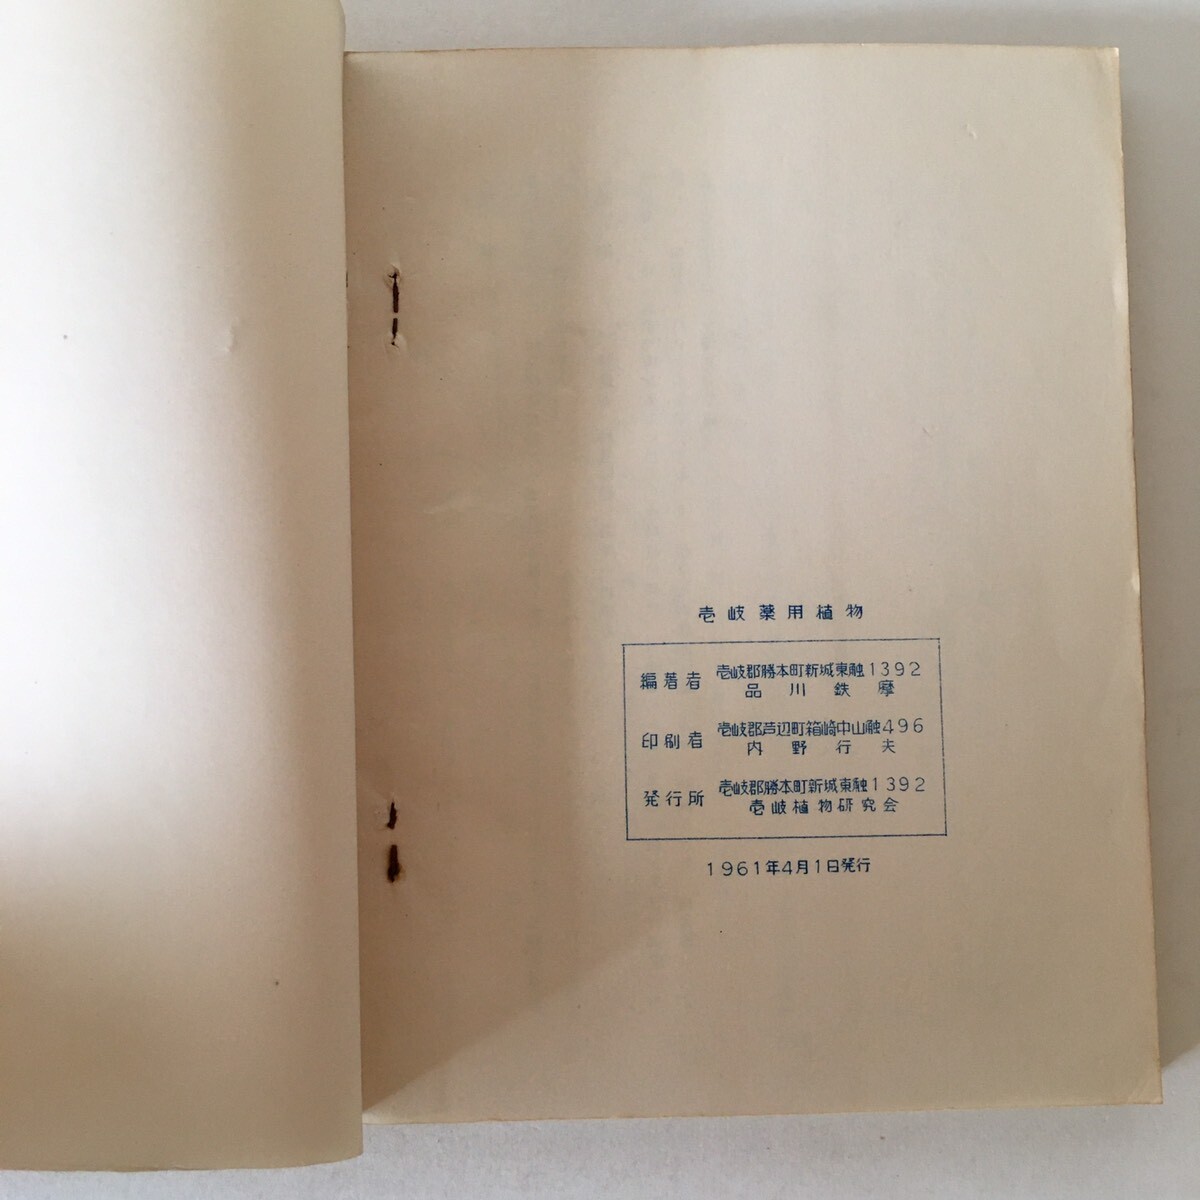 壱岐薬用植物
編著者 壱岐郡勝本町新城東触1392
品川鉄摩
印刷者 壱岐郡芦辺町箱崎中山触496
内野行夫
発行所 壱岐郡勝本町新城東触1392
壱岐植物研究会
1961年4月1日発行